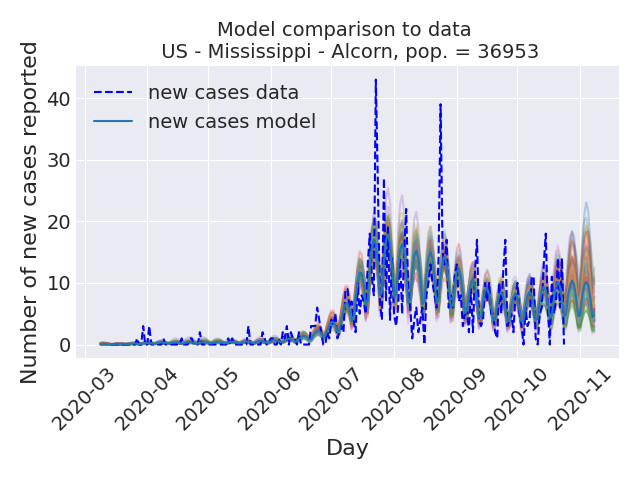 Model comparison to data
US - Mississippi - Alcorn, pop. = 36953
Number of new cases reported
40
30
20
10
0
new cases data
new cases model
2020-03
2020-04
2020-05
2020-06
2020-07
2020-08
2020-09
2020-10
2020-11
Day